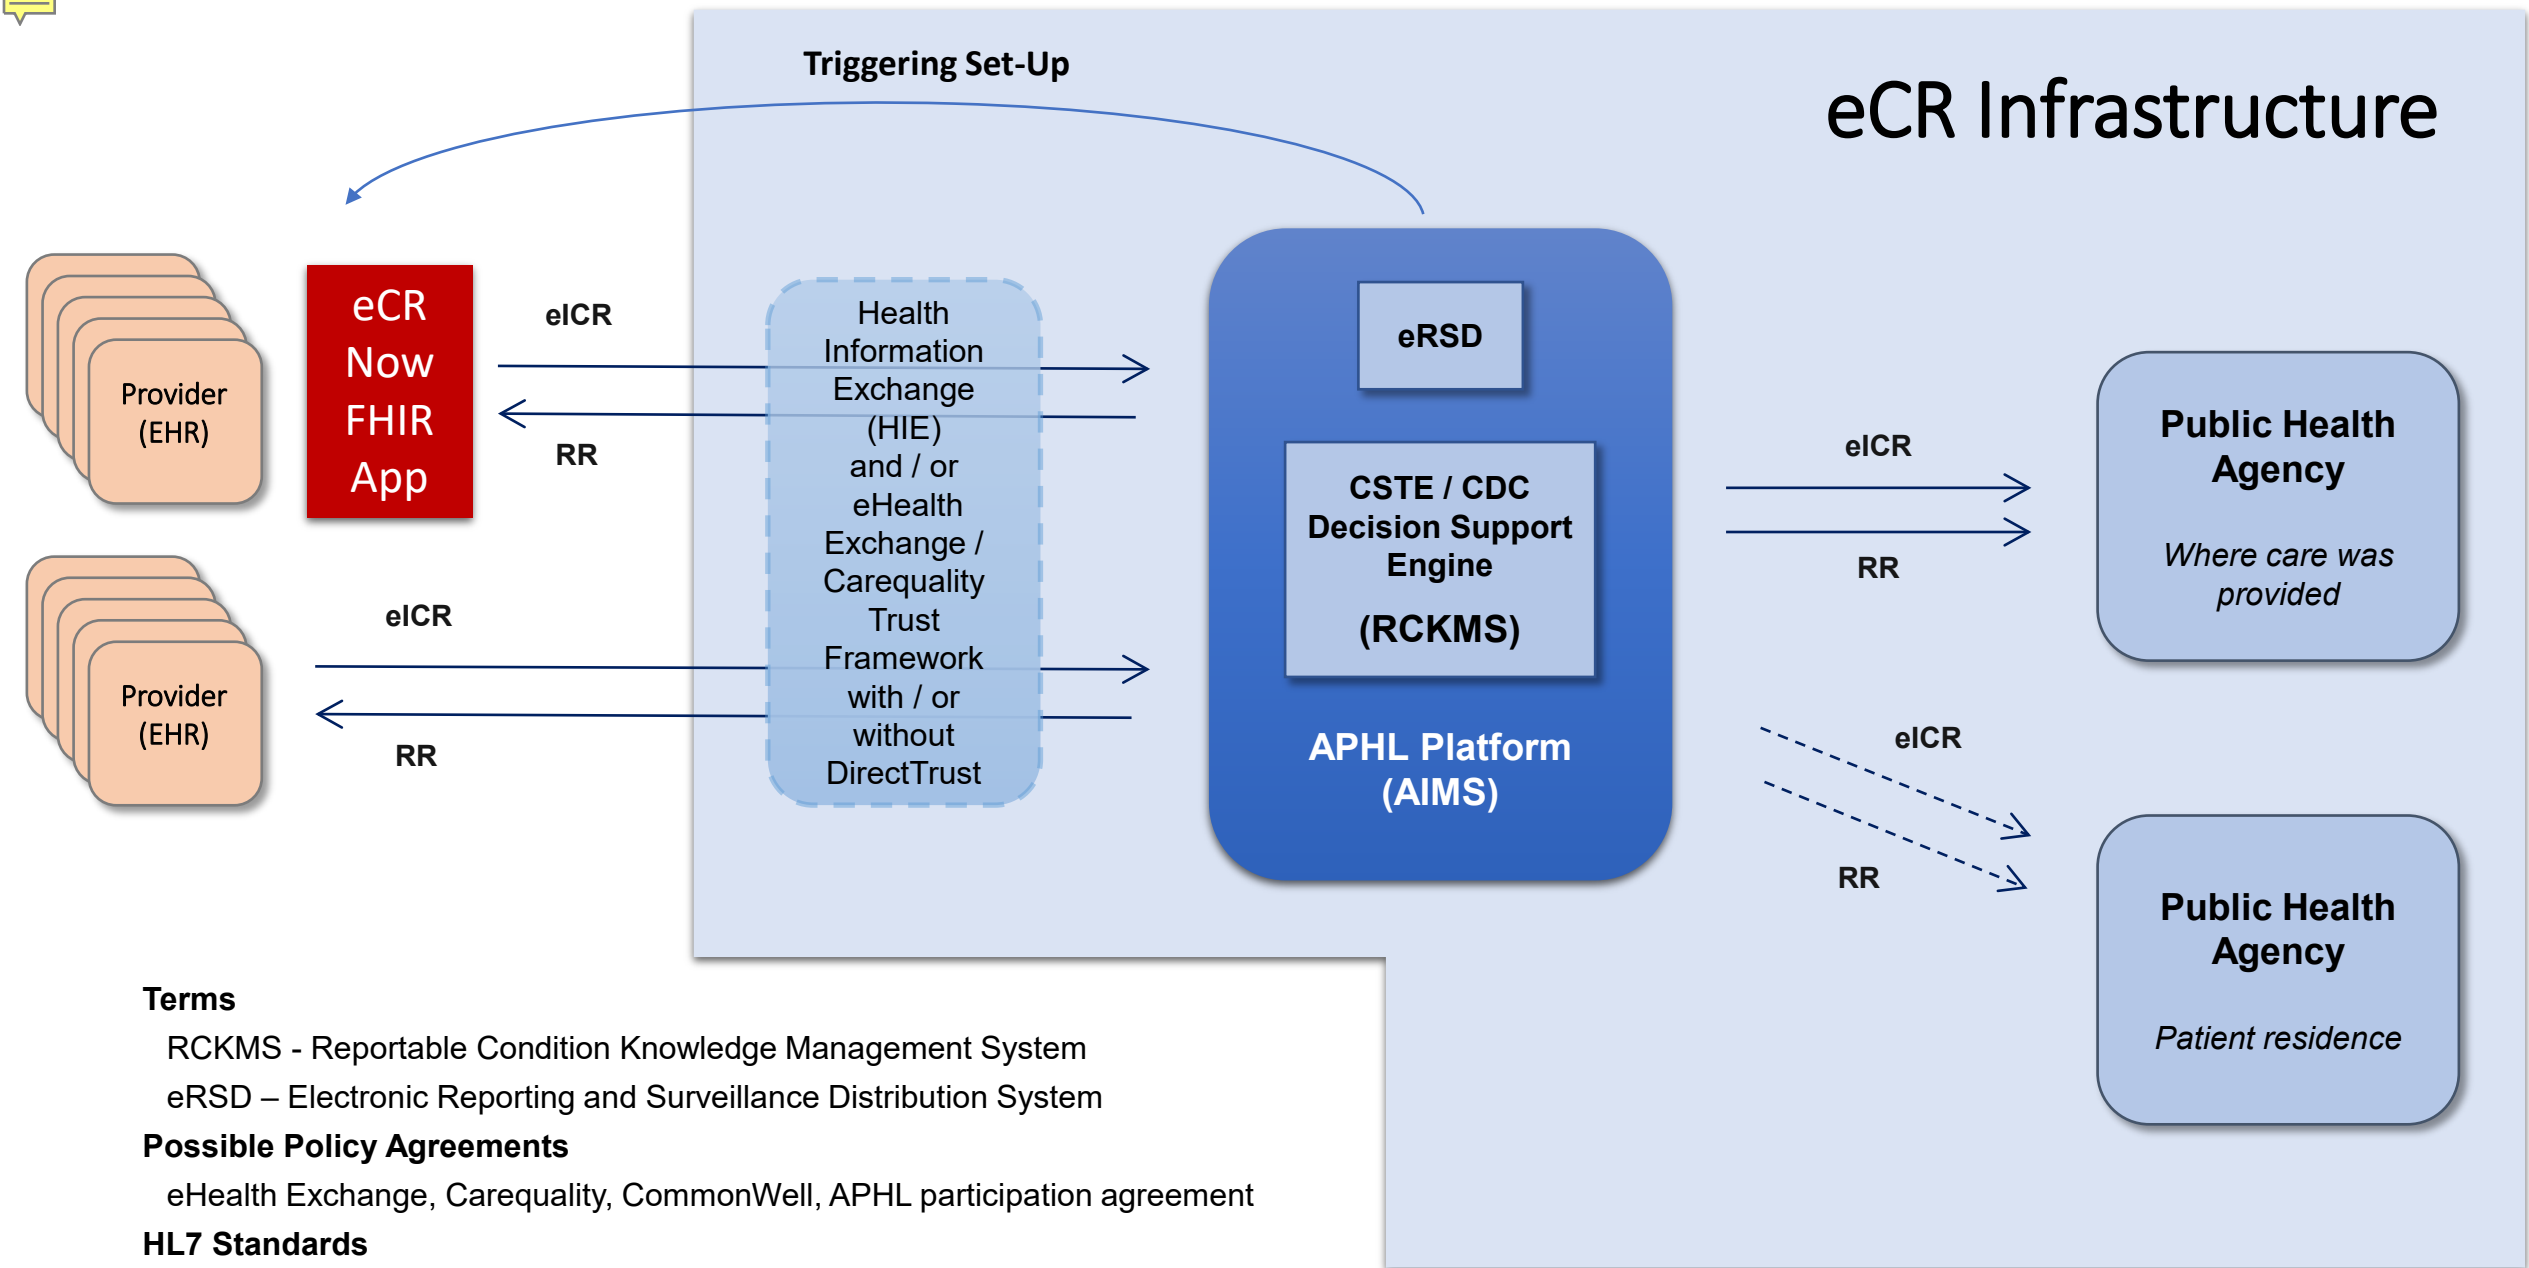 Triggering Set-Up
eCR Infrastructure
Provider
(EHR)
eCR
Now
FHIR
App
eICR
RR
Provider
(EHR)
eICR
RR
Health
Information
Exchange
(HIE)
and / or
eHealth
Exchange /
Carequality
Trust
Framework
with / or
without
DirectTrust
eRSD
CSTE / CDC
Decision Support
Engine
(RCKMS)
APHL Platform
(AIMS)
eICR
RR
Public Health
Agency
Where care was
provided
eICR
RR
Public Health
Agency
Patient residence
Terms
RCKMS - Reportable Condition Knowledge Management System
eRSD – Electronic Reporting and Surveillance Distribution System
Possible Policy Agreements
eHealth Exchange, Carequality, CommonWell, APHL participation agreement
HL7 Standards